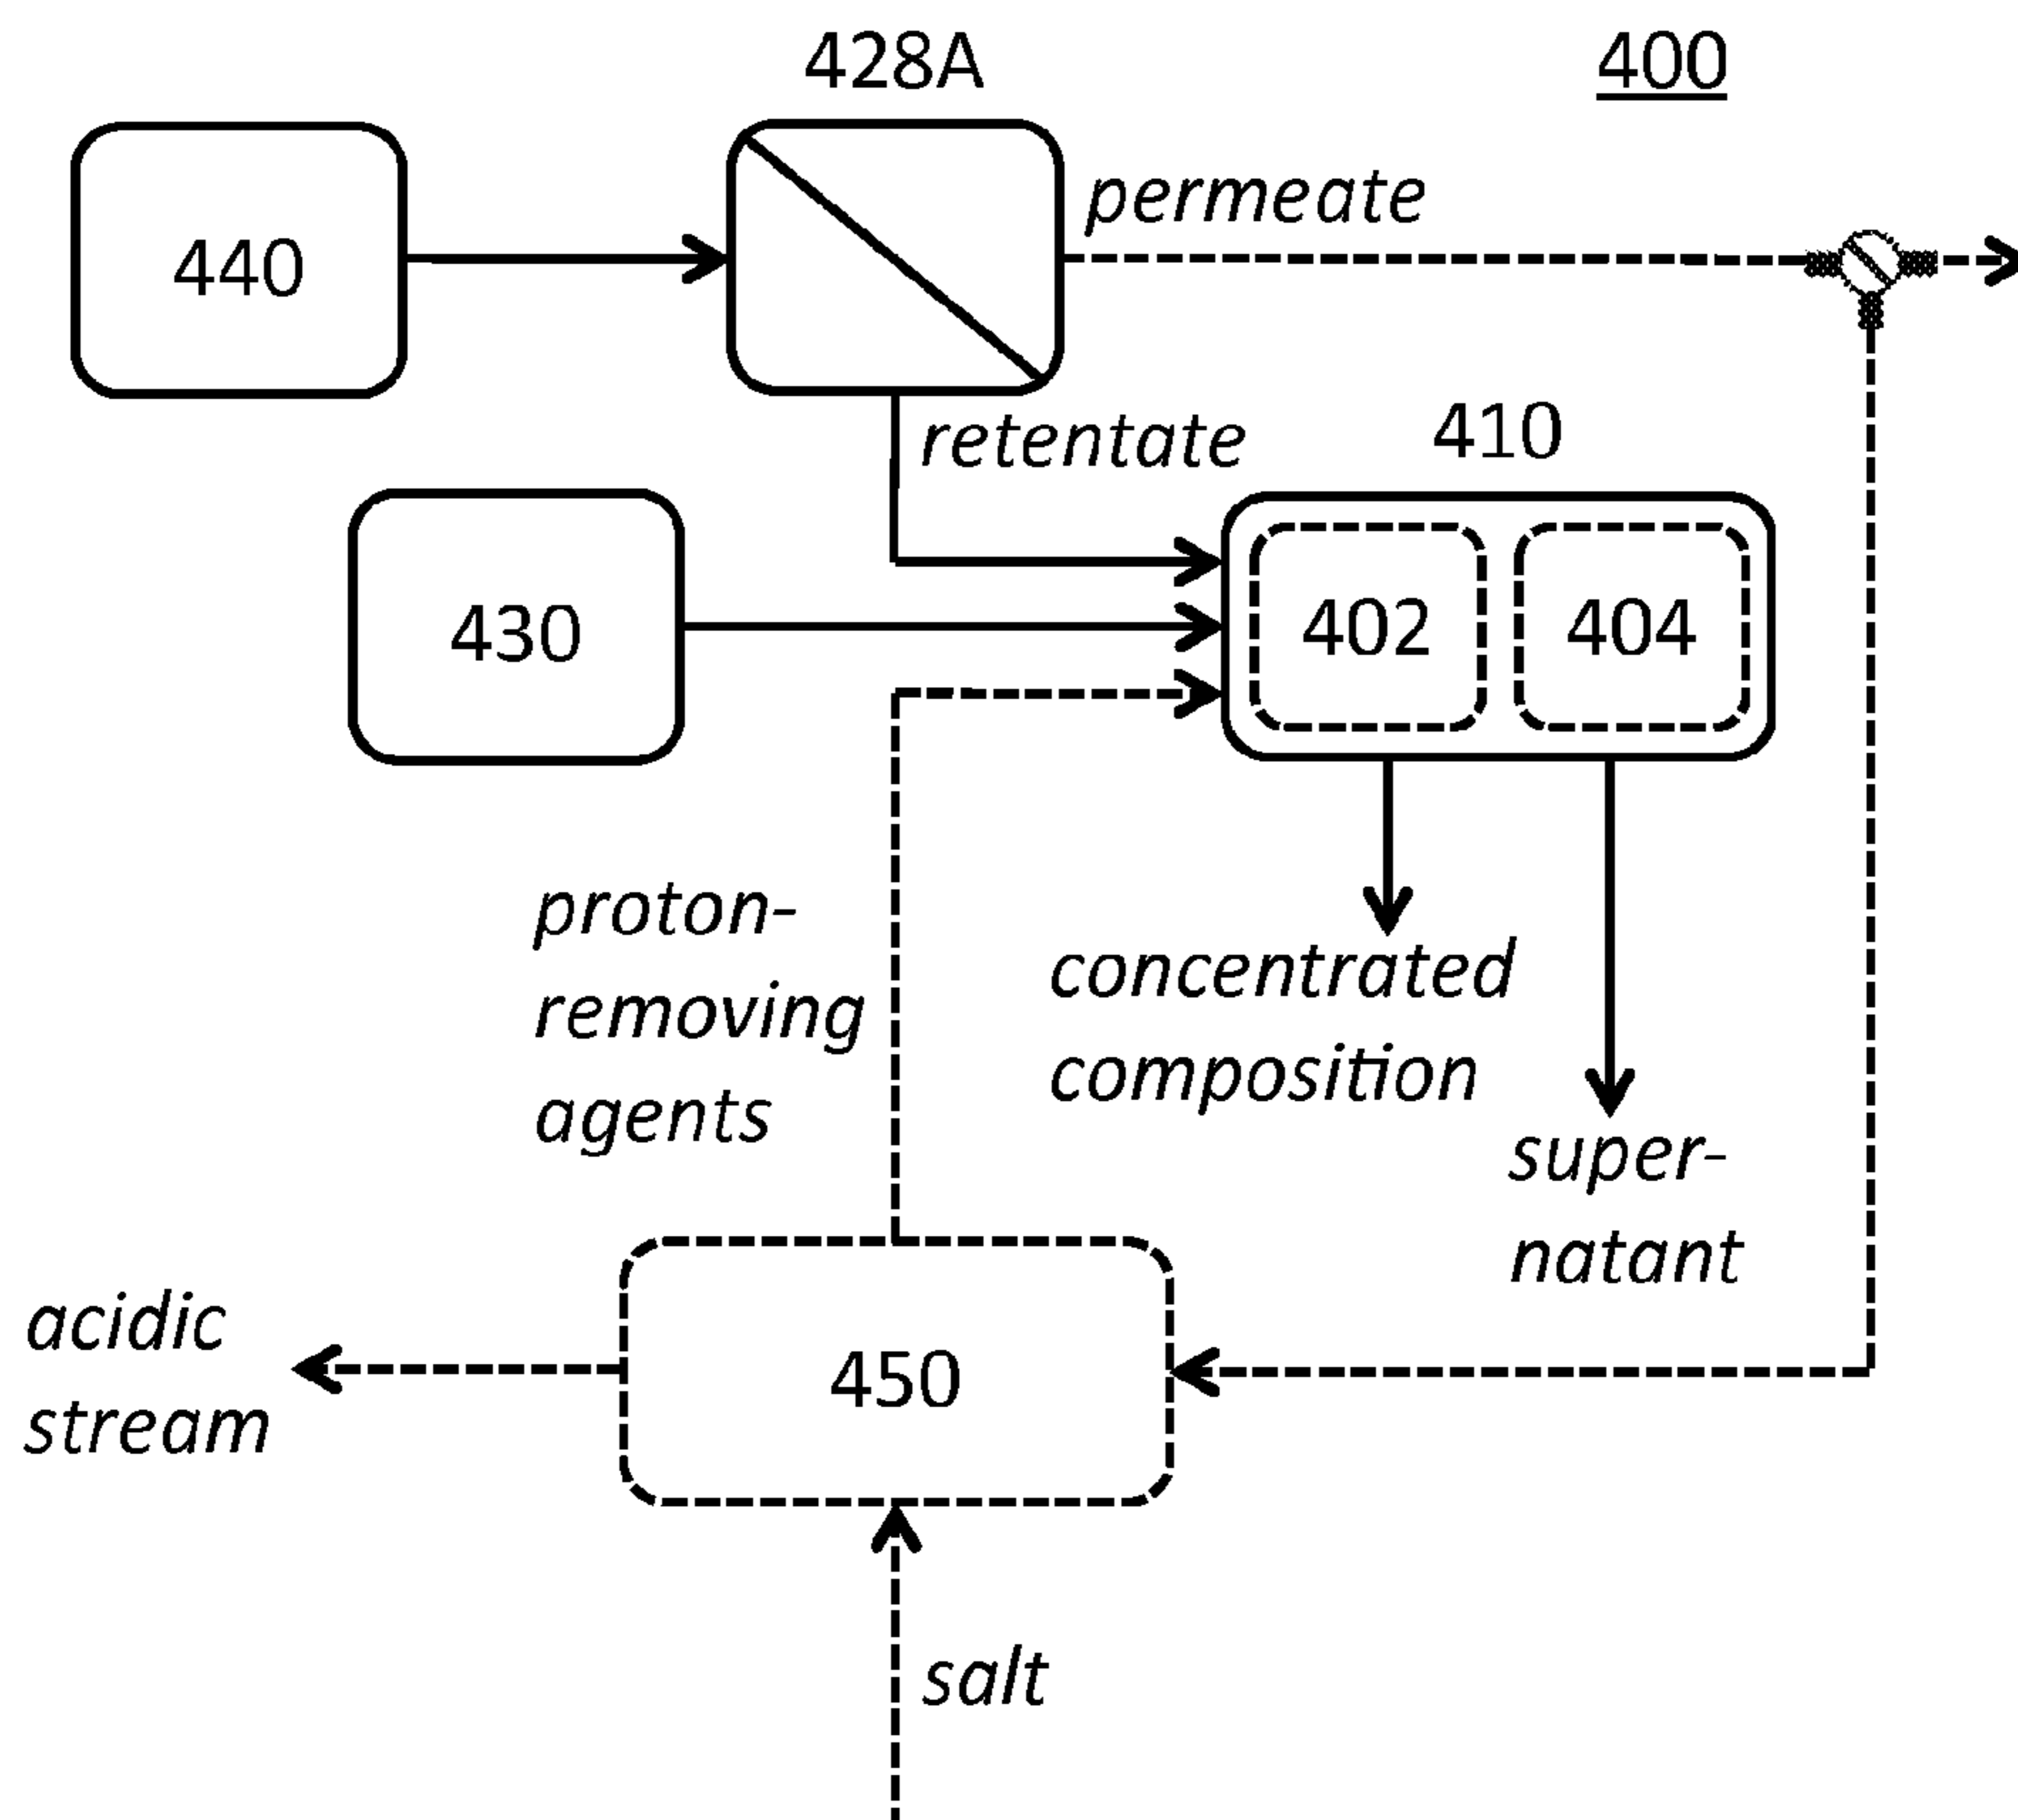 428A
400
440
permeate
retentate
410
430
402
404
proton-
removing
agents
concentrated
composition
super-
natant
acidic
stream
450
salt